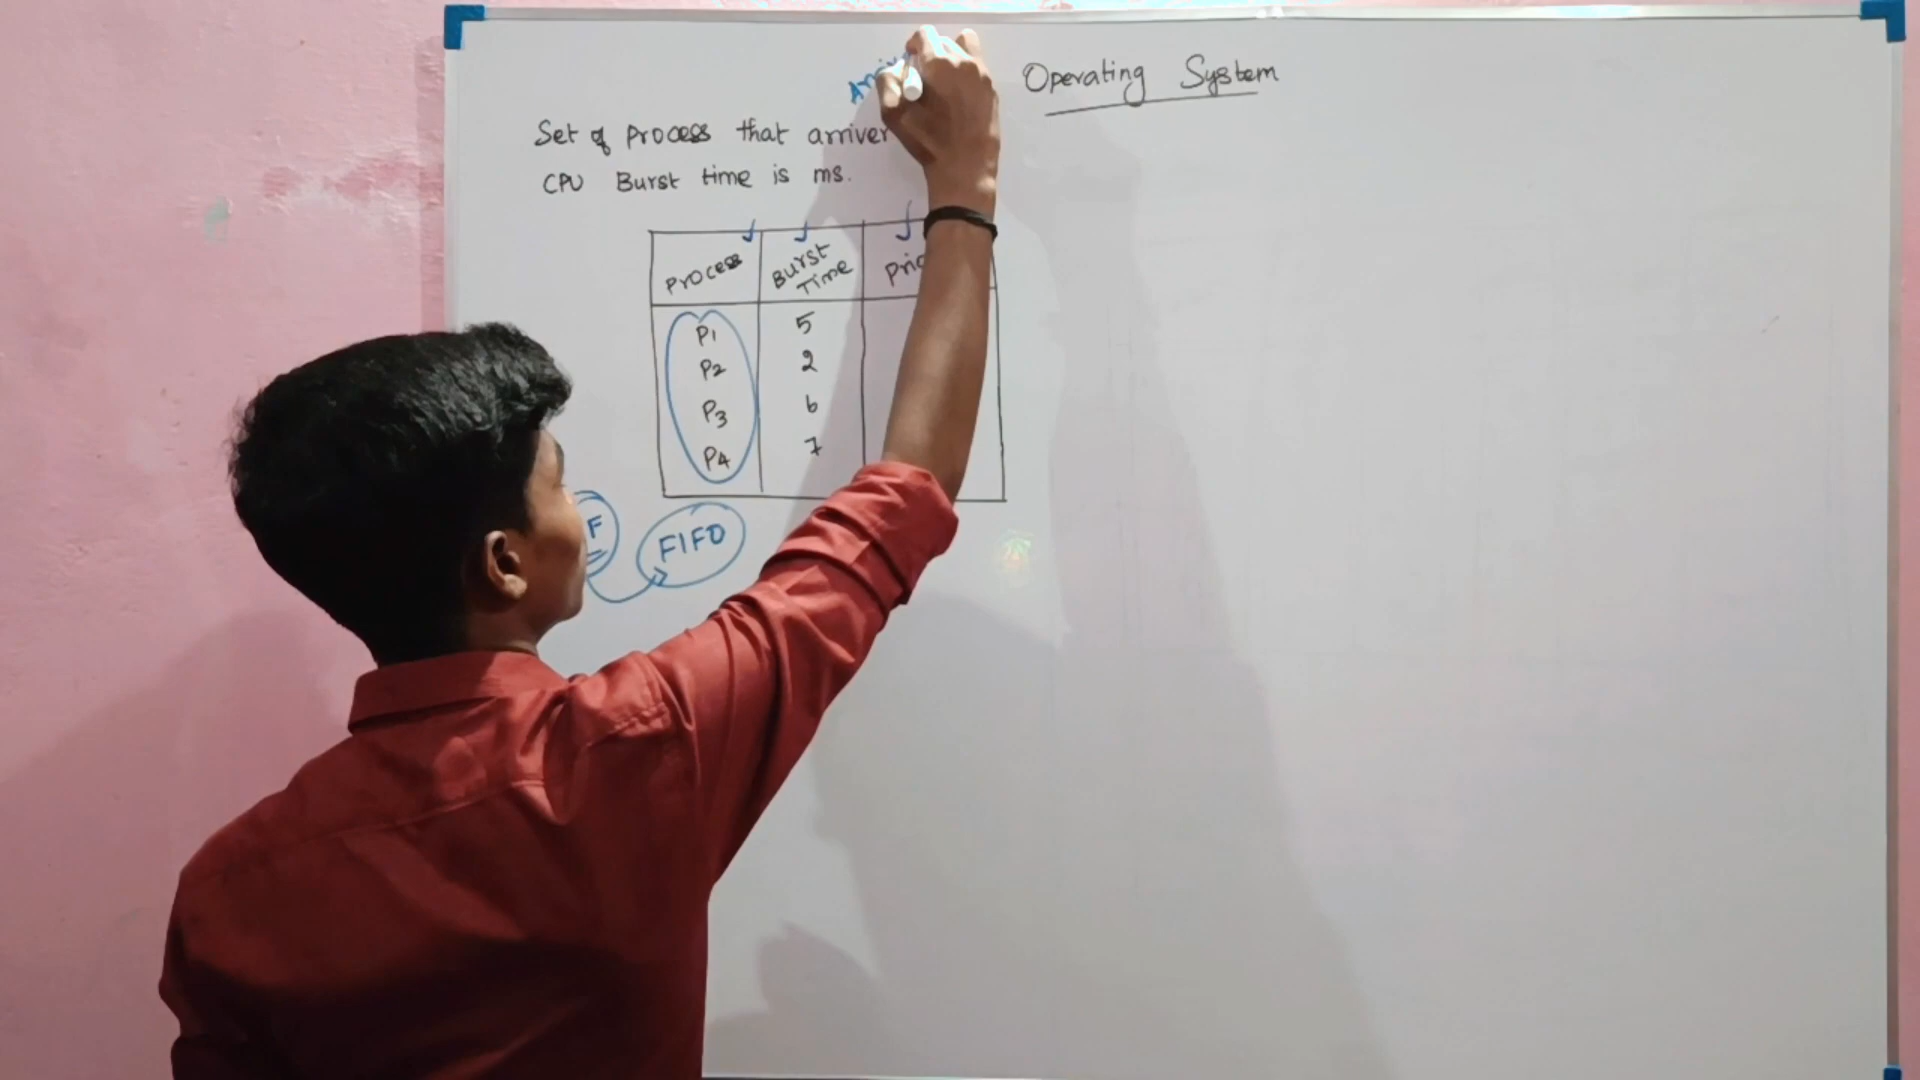 Operating System
Set of process that arriver
CPU Burst time is ms.
Process Burst Time
P1 5
P2 2
P3 6
P4 7
FIFO